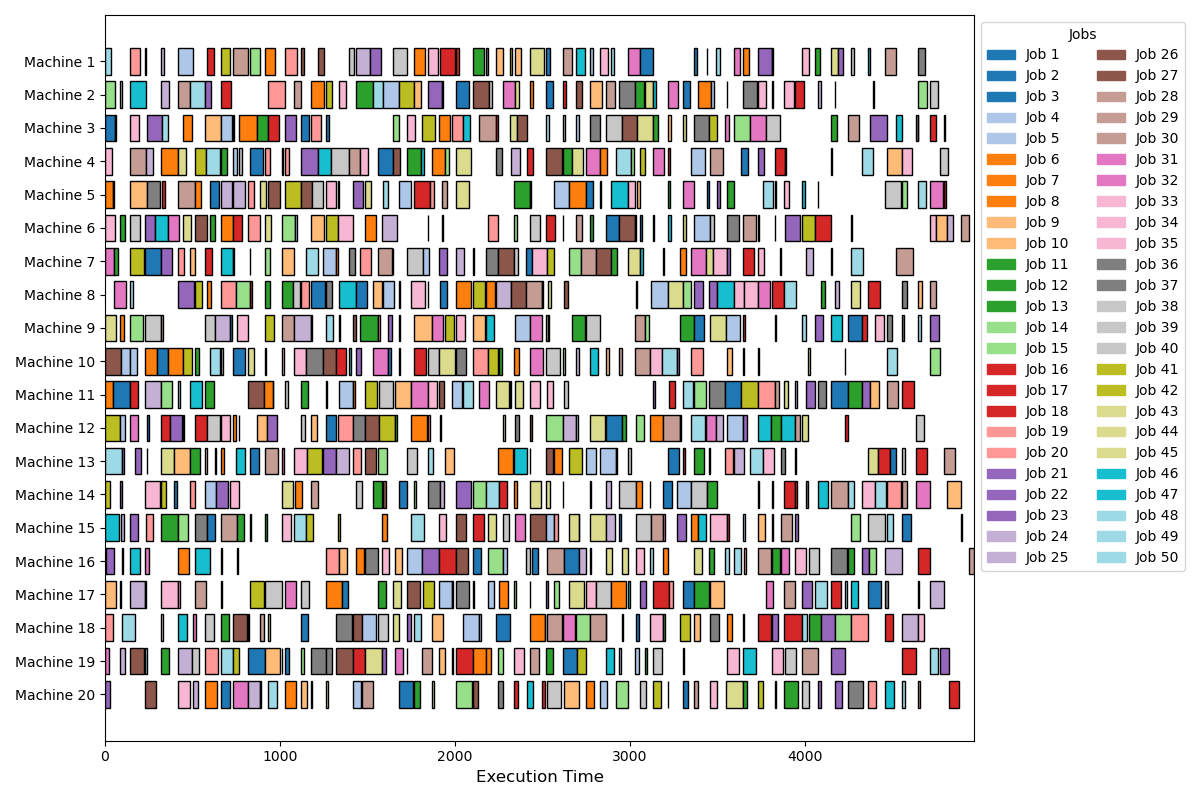 Machine 1
Machine 2
Machine 3
Machine 4
Machine 5
Machine 6
Machine 7
Machine 8
Machine 9
Machine 10
Machine 11
Machine 12
Machine 13
Machine 14
Machine 15
Machine 16
Machine 17
Machine 18
Machine 19
Machine 20
0 1000 2000 3000 4000
Execution Time
Jobs
Job 1 Job 26
Job 2 Job 27
Job 3 Job 28
Job 4 Job 29
Job 5 Job 30
Job 6 Job 31
Job 7 Job 32
Job 8 Job 33
Job 9 Job 34
Job 10 Job 35
Job 11 Job 36
Job 12 Job 37
Job 13 Job 38
Job 14 Job 39
Job 15 Job 40
Job 16 Job 41
Job 17 Job 42
Job 18 Job 43
Job 19 Job 44
Job 20 Job 45
Job 21 Job 46
Job 22 Job 47
Job 23 Job 48
Job 24 Job 49
Job 25 Job 50